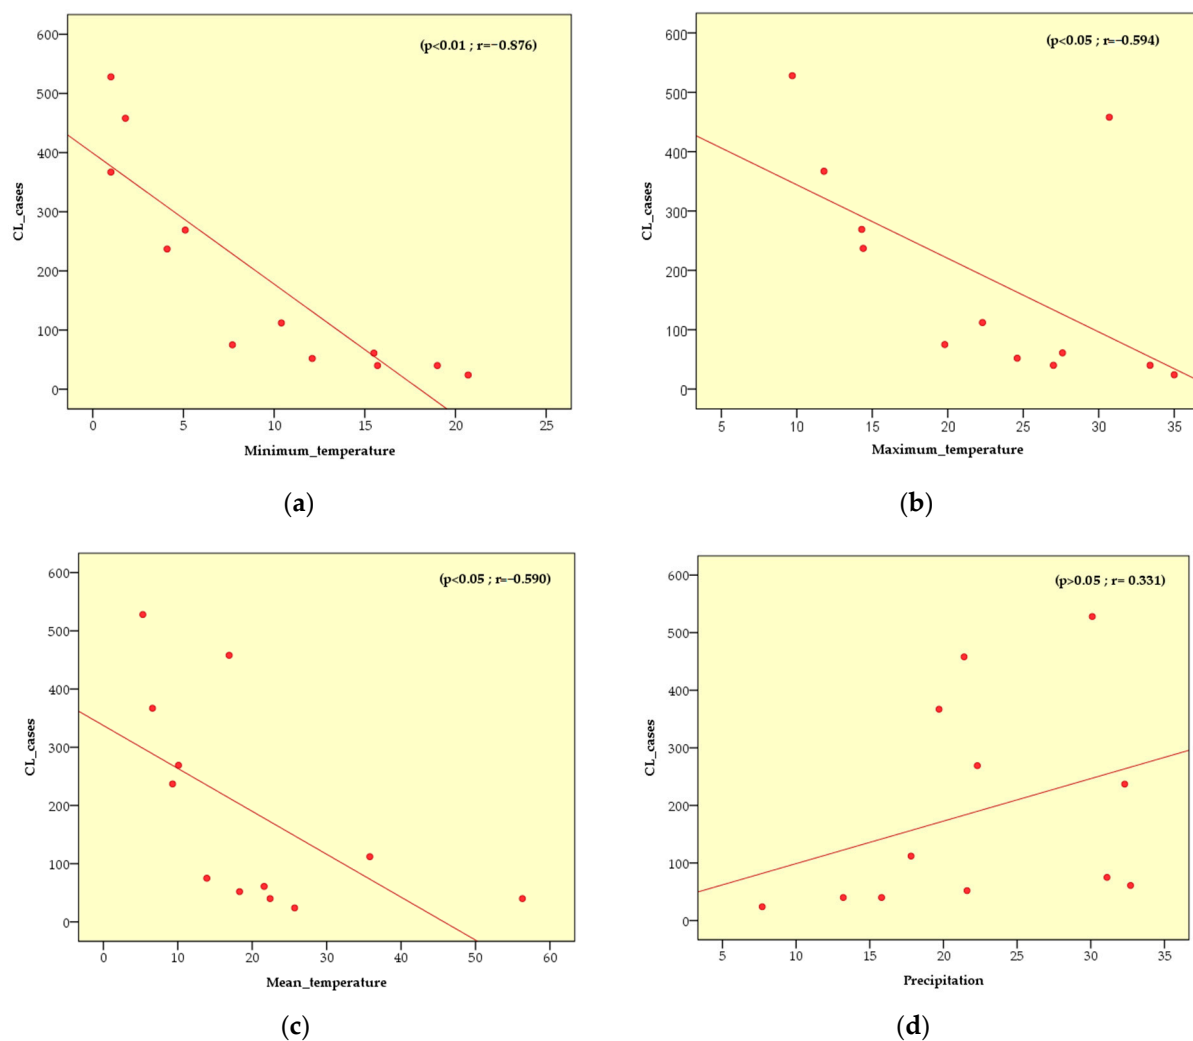 (p<0.01 ; r=−0.876)
600
500
400
300
200
100
0
CL_cases
0 5 10 15 20 25
Minimum_temperature
(a)
(p<0.05 ; r=−0.594)
600
500
400
300
200
100
0
CL_cases
5 10 15 20 25 30 35
Maximum_temperature
(b)
(p<0.05 ; r=−0.590)
600
500
400
300
200
100
0
CL_cases
0 10 20 30 40 50 60
Mean_temperature
(c)
(p>0.05 ; r= 0.331)
600
500
400
300
200
100
0
CL_cases
5 10 15 20 25 30 35
Precipitation
(d)